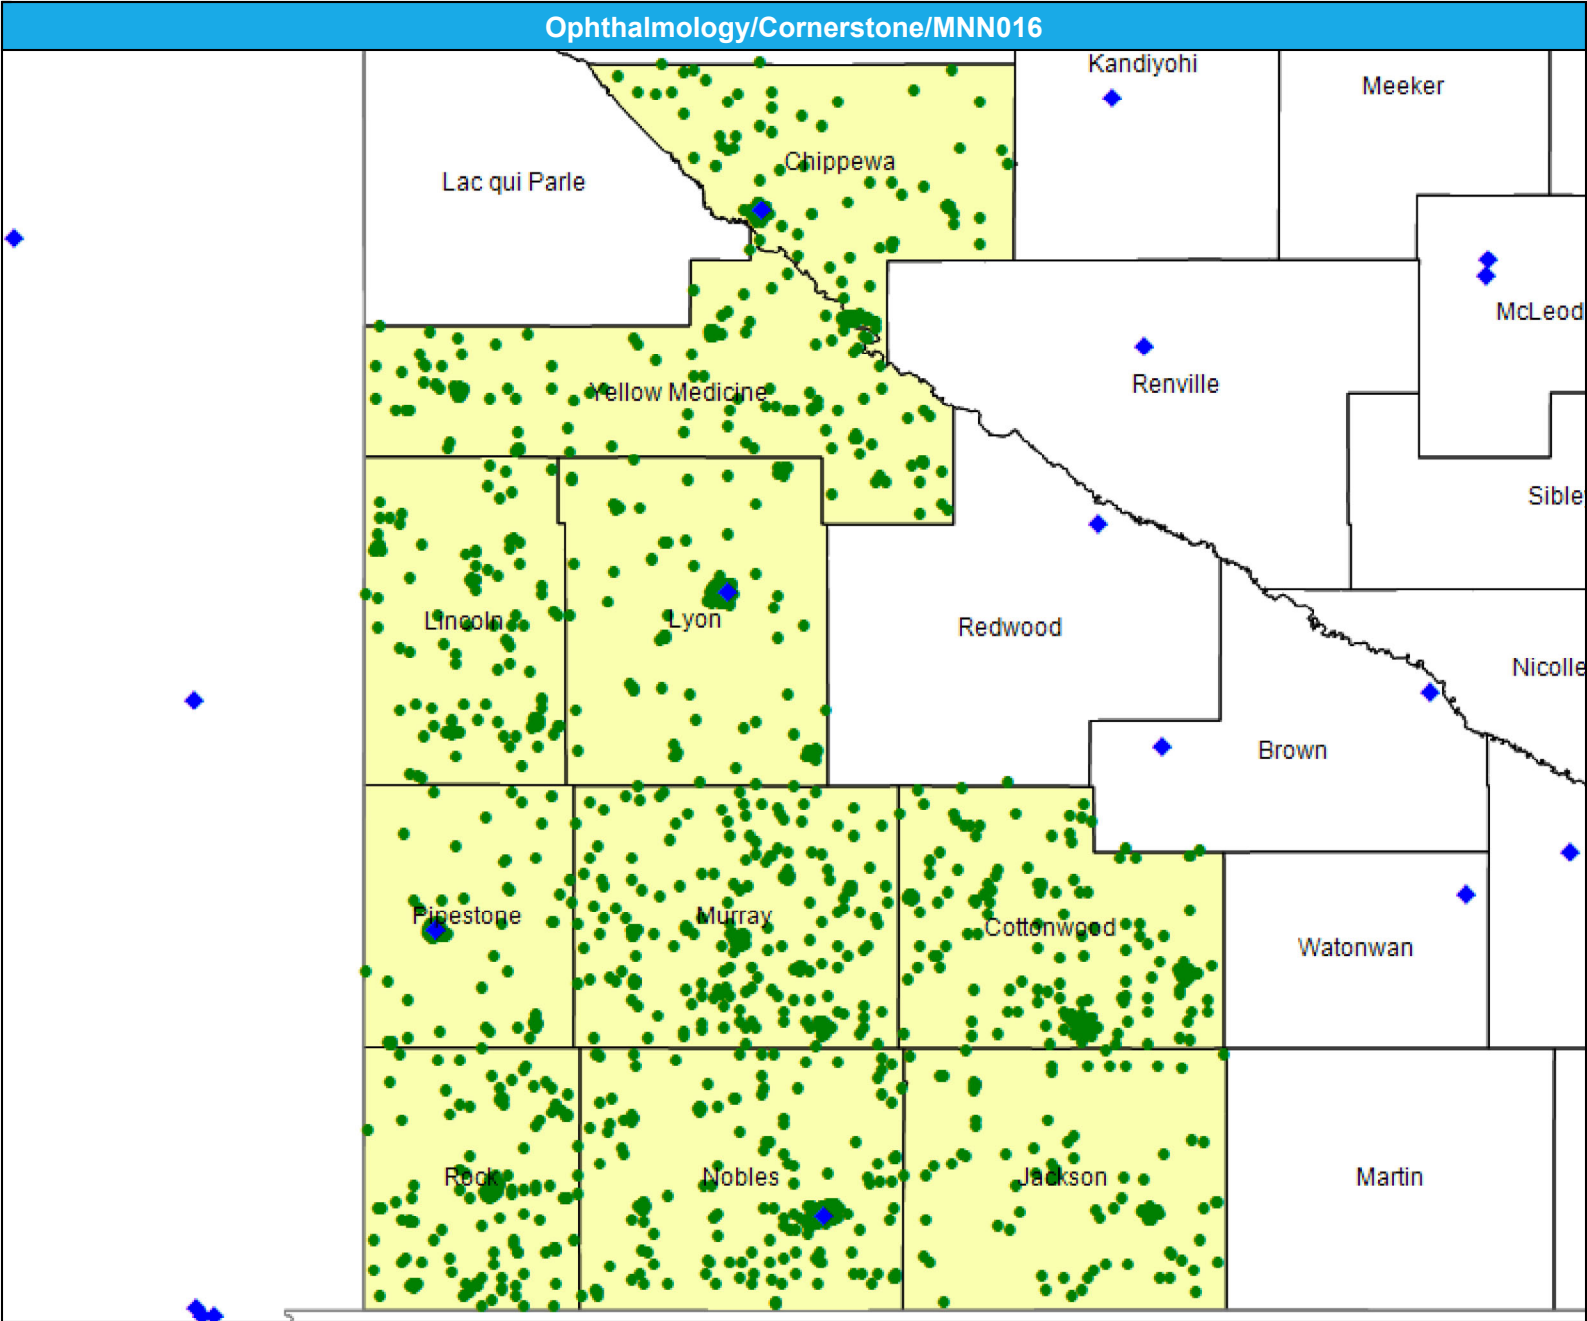 Ophthalmology/Cornerstone/MNN016
Kandiyohi
Meeker
Chippewa
Lac qui Parle
McLeod
Renville
Yellow Medicine
Sible
Lincoln
Lyon
Redwood
Nicolle
Brown
Pipestone
Murray
Cottonwood
Watonwan
Rock
Nobles
Jackson
Martin